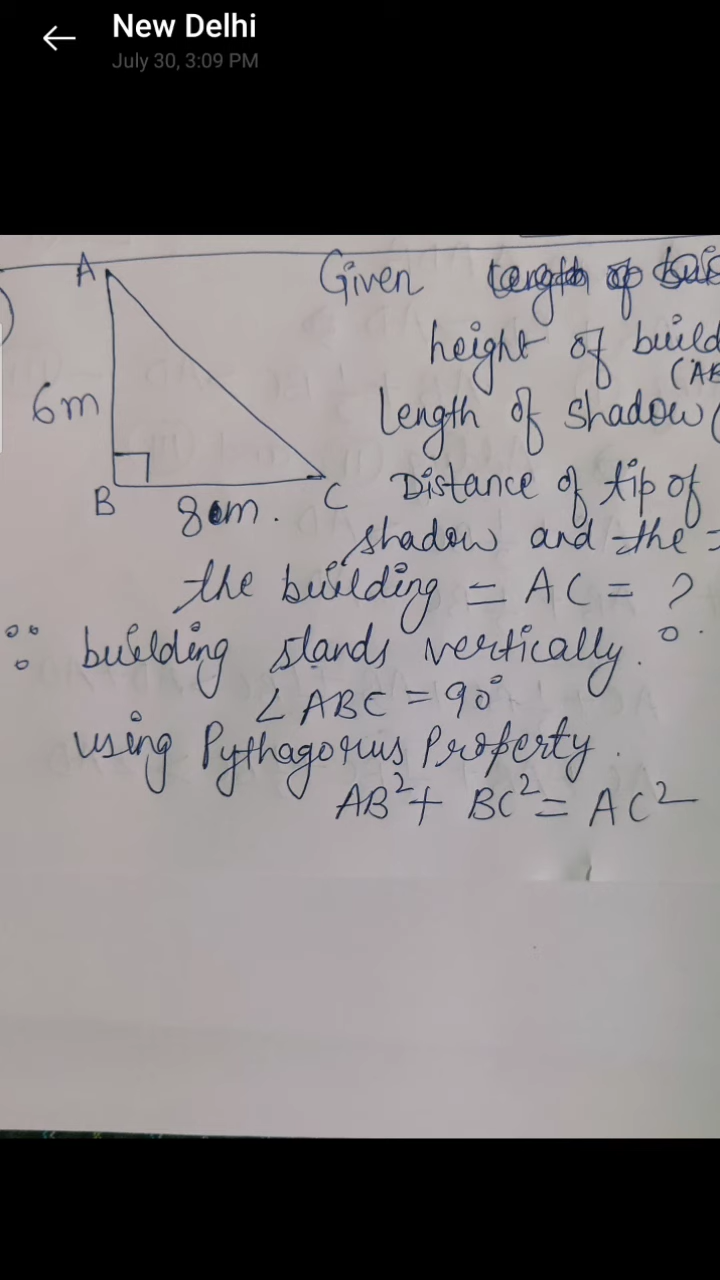 New Delhi
July 30, 3:09 PM
A
Given
height of build
(AB
6m
Length of shadow (
B
8m.
C
Distance of tip of
shadow and the
the building = AC = ?
∵ building stands vertically.
∠ABC = 90°
using Pythagorus Property.
AB² + BC² = AC²